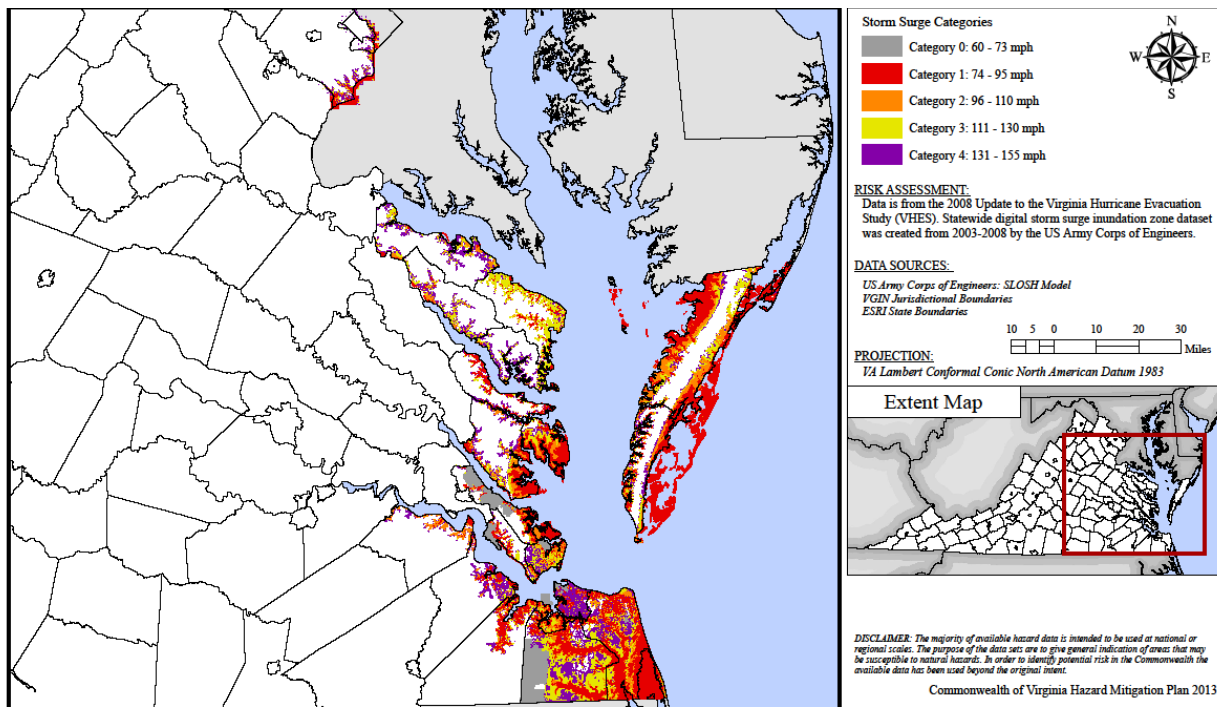 Storm Surge Categories
Category 0: 60 - 73 mph
Category 1: 74 - 95 mph
Category 2: 96 - 110 mph
Category 3: 111 - 130 mph
Category 4: 131 - 155 mph
N
W E
S
RISK ASSESSMENT:
Data is from the 2008 Update to the Virginia Hurricane Evacuation
Study (VHES). Statewide digital storm surge inundation zone dataset
was created from 2003-2008 by the US Army Corps of Engineers.
DATA SOURCES:
US Army Corps of Engineers: SLOSH Model
VGIN Jurisdictional Boundaries
ESRI State Boundaries
10 5 0 10 20 30
Miles
PROJECTION:
VA Lambert Conformal Conic North American Datum 1983
Extent Map
DISCLAIMER: The majority of available hazard data is intended to be used at national or
regional scales. The purpose of the data sets are to give general indication of areas that may
be susceptible to natural hazards. In order to identify potential risk in the Commonwealth the
available data has been used beyond the original intent.
Commonwealth of Virginia Hazard Mitigation Plan 2013